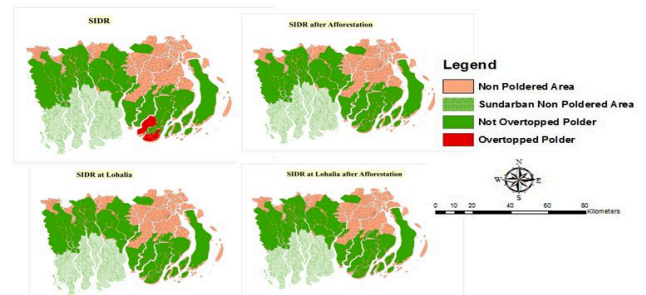 SIDR
SIDR after Afforestation
Legend
Non Poldered Area
Sundarban Non Poldered Area
Not Overtopped Polder
Overtopped Polder
N
W E
S
0 10 20 40 60 80
Kilometers
SIDR at Lohalia
SIDR at Lohalia after Afforestation